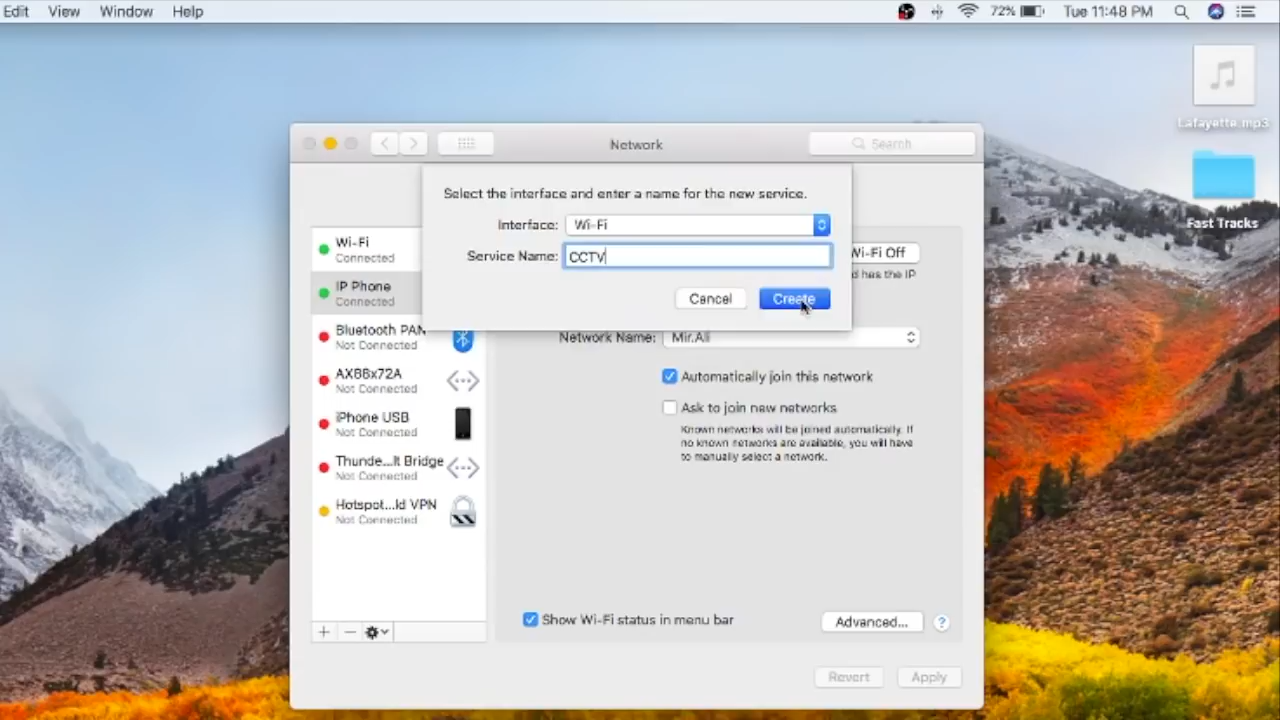 Edit View Window Help 72% Tue 11:48 PM
Lafayette.mp3
Fast Tracks
Network
Search
Select the interface and enter a name for the new service.
Interface: Wi-Fi
Service Name: CCTV
Cancel Create
Wi-Fi
Connected
IP Phone
Connected
Bluetooth PAN
Not Connected
AX88x72A
Not Connected
iPhone USB
Not Connected
Thunde...lt Bridge
Not Connected
Hotspot...ld VPN
Not Connected
Wi-Fi Off
d has the IP
Network Name: Mir.Ali
Automatically join this network
Ask to join new networks
Known networks will be joined automatically. If
no known networks are available, you will have
to manually select a network.
Show Wi-Fi status in menu bar
Advanced... ?
Revert Apply